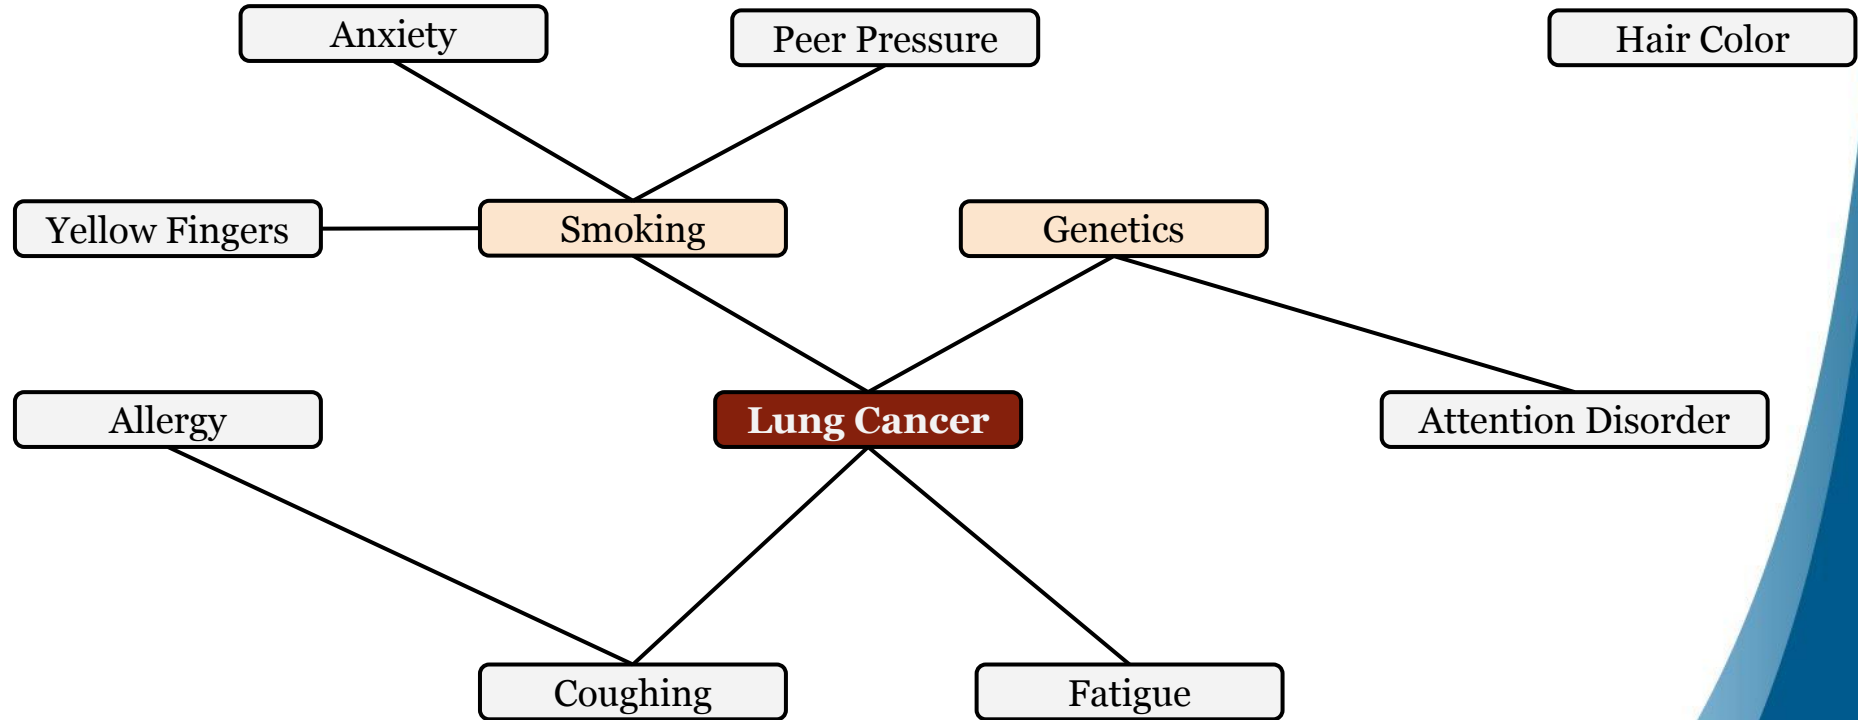 Anxiety
Peer Pressure
Hair Color
Yellow Fingers
Smoking
Genetics
Allergy
Lung Cancer
Attention Disorder
Coughing
Fatigue